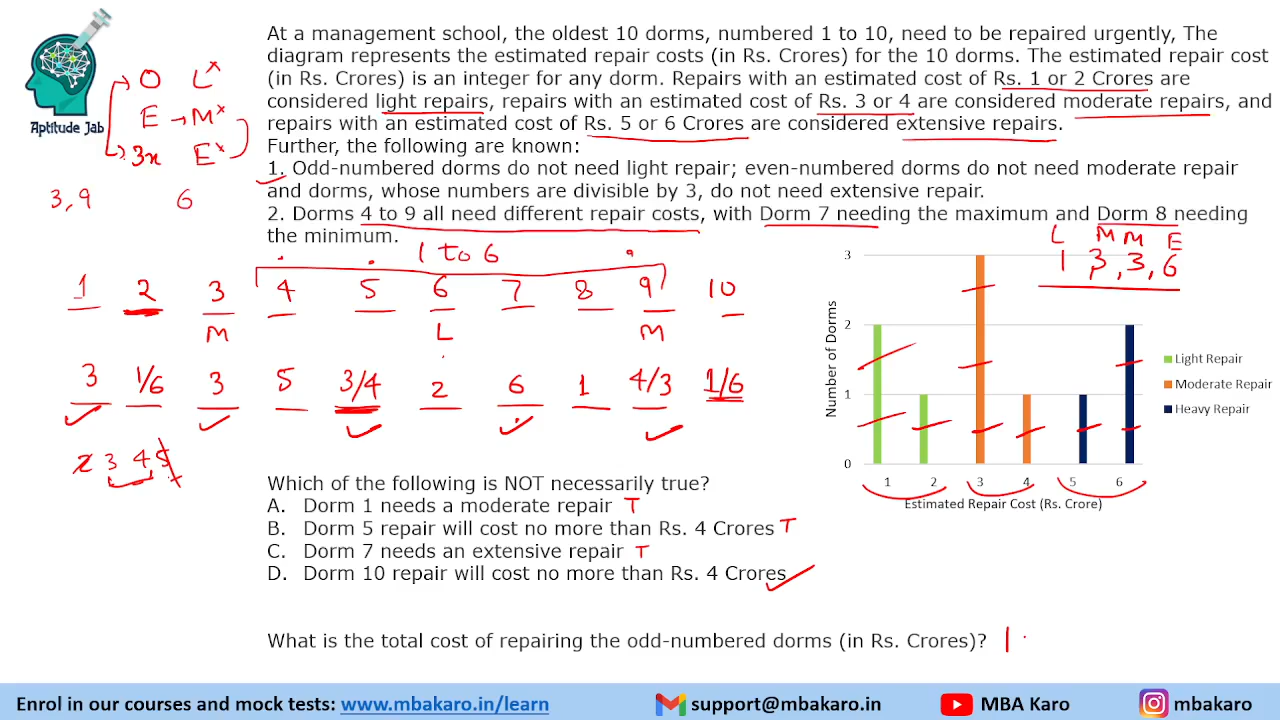 At a management school, the oldest 10 dorms, numbered 1 to 10, need to be repaired urgently, The
diagram represents the estimated repair costs (in Rs. Crores) for the 10 dorms. The estimated repair cost
(in Rs. Crores) is an integer for any dorm. Repairs with an estimated cost of Rs. 1 or 2 Crores are
considered light repairs, repairs with an estimated cost of Rs. 3 or 4 are considered moderate repairs, and
repairs with an estimated cost of Rs. 5 or 6 Crores are considered extensive repairs.
Further, the following are known:
1. Odd-numbered dorms do not need light repair; even-numbered dorms do not need moderate repair
and dorms, whose numbers are divisible by 3, do not need extensive repair.
2. Dorms 4 to 9 all need different repair costs, with Dorm 7 needing the maximum and Dorm 8 needing
the minimum.
Aptitude Jab
O L x
E → M x
3x E x
3, 9 6
1 to 6
1 2 3 4 5 6 7 8 9 10
M L M
3 1/6 3 5 3/4 2 6 1 4/3 1/6
2 3 4 5
L M M E
1 3, 3, 6
3
2
1
0
Number of Dorms
1 2 3 4 5 6
Estimated Repair Cost (Rs. Crore)
Light Repair
Moderate Repair
Heavy Repair
Which of the following is NOT necessarily true?
A. Dorm 1 needs a moderate repair T
B. Dorm 5 repair will cost no more than Rs. 4 Crores T
C. Dorm 7 needs an extensive repair T
D. Dorm 10 repair will cost no more than Rs. 4 Crores
What is the total cost of repairing the odd-numbered dorms (in Rs. Crores)? 1
Enrol in our courses and mock tests: www.mbakaro.in/learn
support@mbakaro.in
MBA Karo
mbakaro